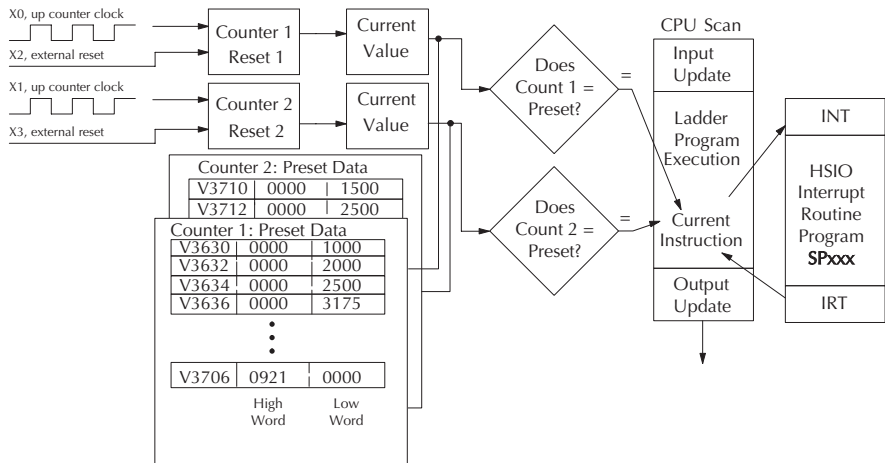 X0, up counter clock
X2, external reset
Counter 1
Reset 1
Current
Value
X1, up counter clock
X3, external reset
Counter 2
Reset 2
Current
Value
Counter 2: Preset Data
V3710 0000 1500
V3712 0000 2500
Counter 1: Preset Data
V3630 0000 1000
V3632 0000 2000
V3634 0000 2500
V3636 0000 3175
V3706 0921 0000
High
Word
Low
Word
Does
Count 1 =
Preset?
=
Does
Count 2 =
Preset?
=
CPU Scan
Input
Update
Ladder
Program
Execution
Current
Instruction
Output
Update
INT
HSIO
Interrupt
Routine
Program
SPxxx
IRT